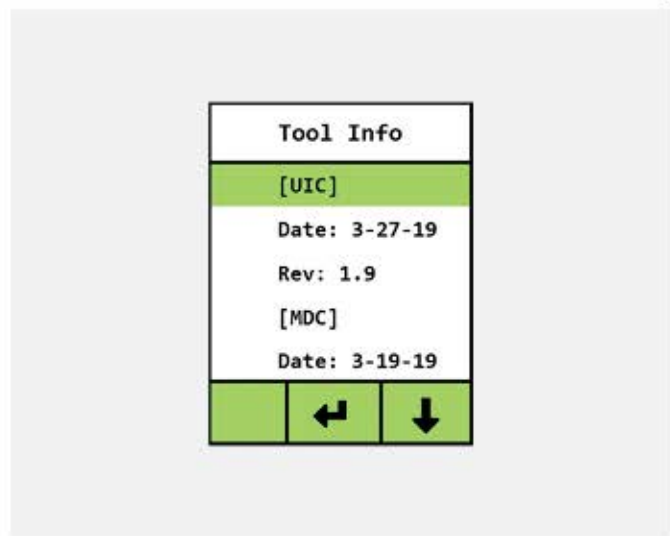 Tool Info
[UIC]
Date: 3-27-19
Rev: 1.9
[MDC]
Date: 3-19-19